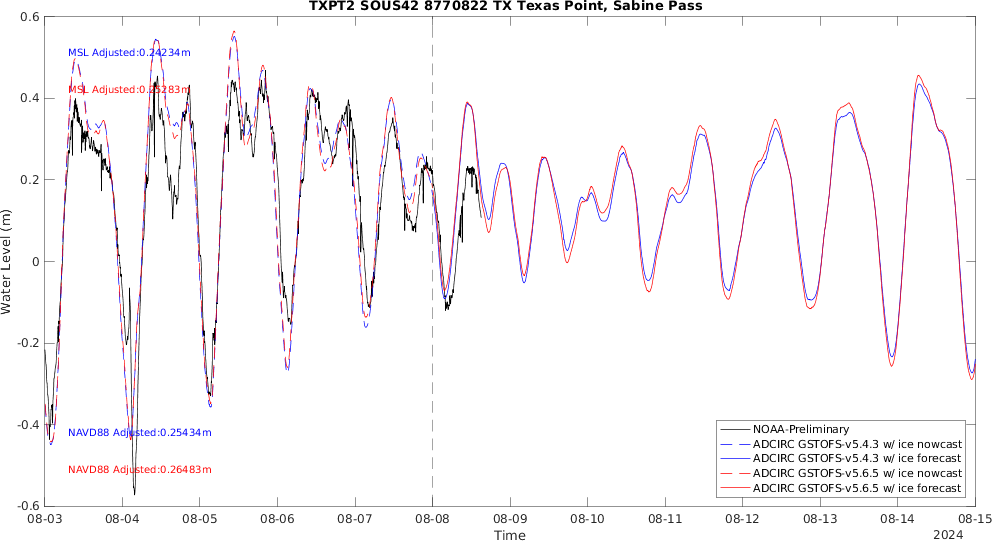 TXPT2 SOUS42 8770822 TX Texas Point, Sabine Pass
0.6
0.4
0.2
0
-0.2
-0.4
-0.6
Water Level (m)
MSL Adjusted:0.24234m
MSL Adjusted:0.25283m
NAVD88 Adjusted:0.25434m
NAVD88 Adjusted:0.26483m
NOAA-Preliminary
ADCIRC GSTOFS-v5.4.3 w/ ice nowcast
ADCIRC GSTOFS-v5.4.3 w/ ice forecast
ADCIRC GSTOFS-v5.6.5 w/ ice nowcast
ADCIRC GSTOFS-v5.6.5 w/ ice forecast
08-03 08-04 08-05 08-06 08-07 08-08 08-09 08-10 08-11 08-12 08-13 08-14 08-15
Time
2024